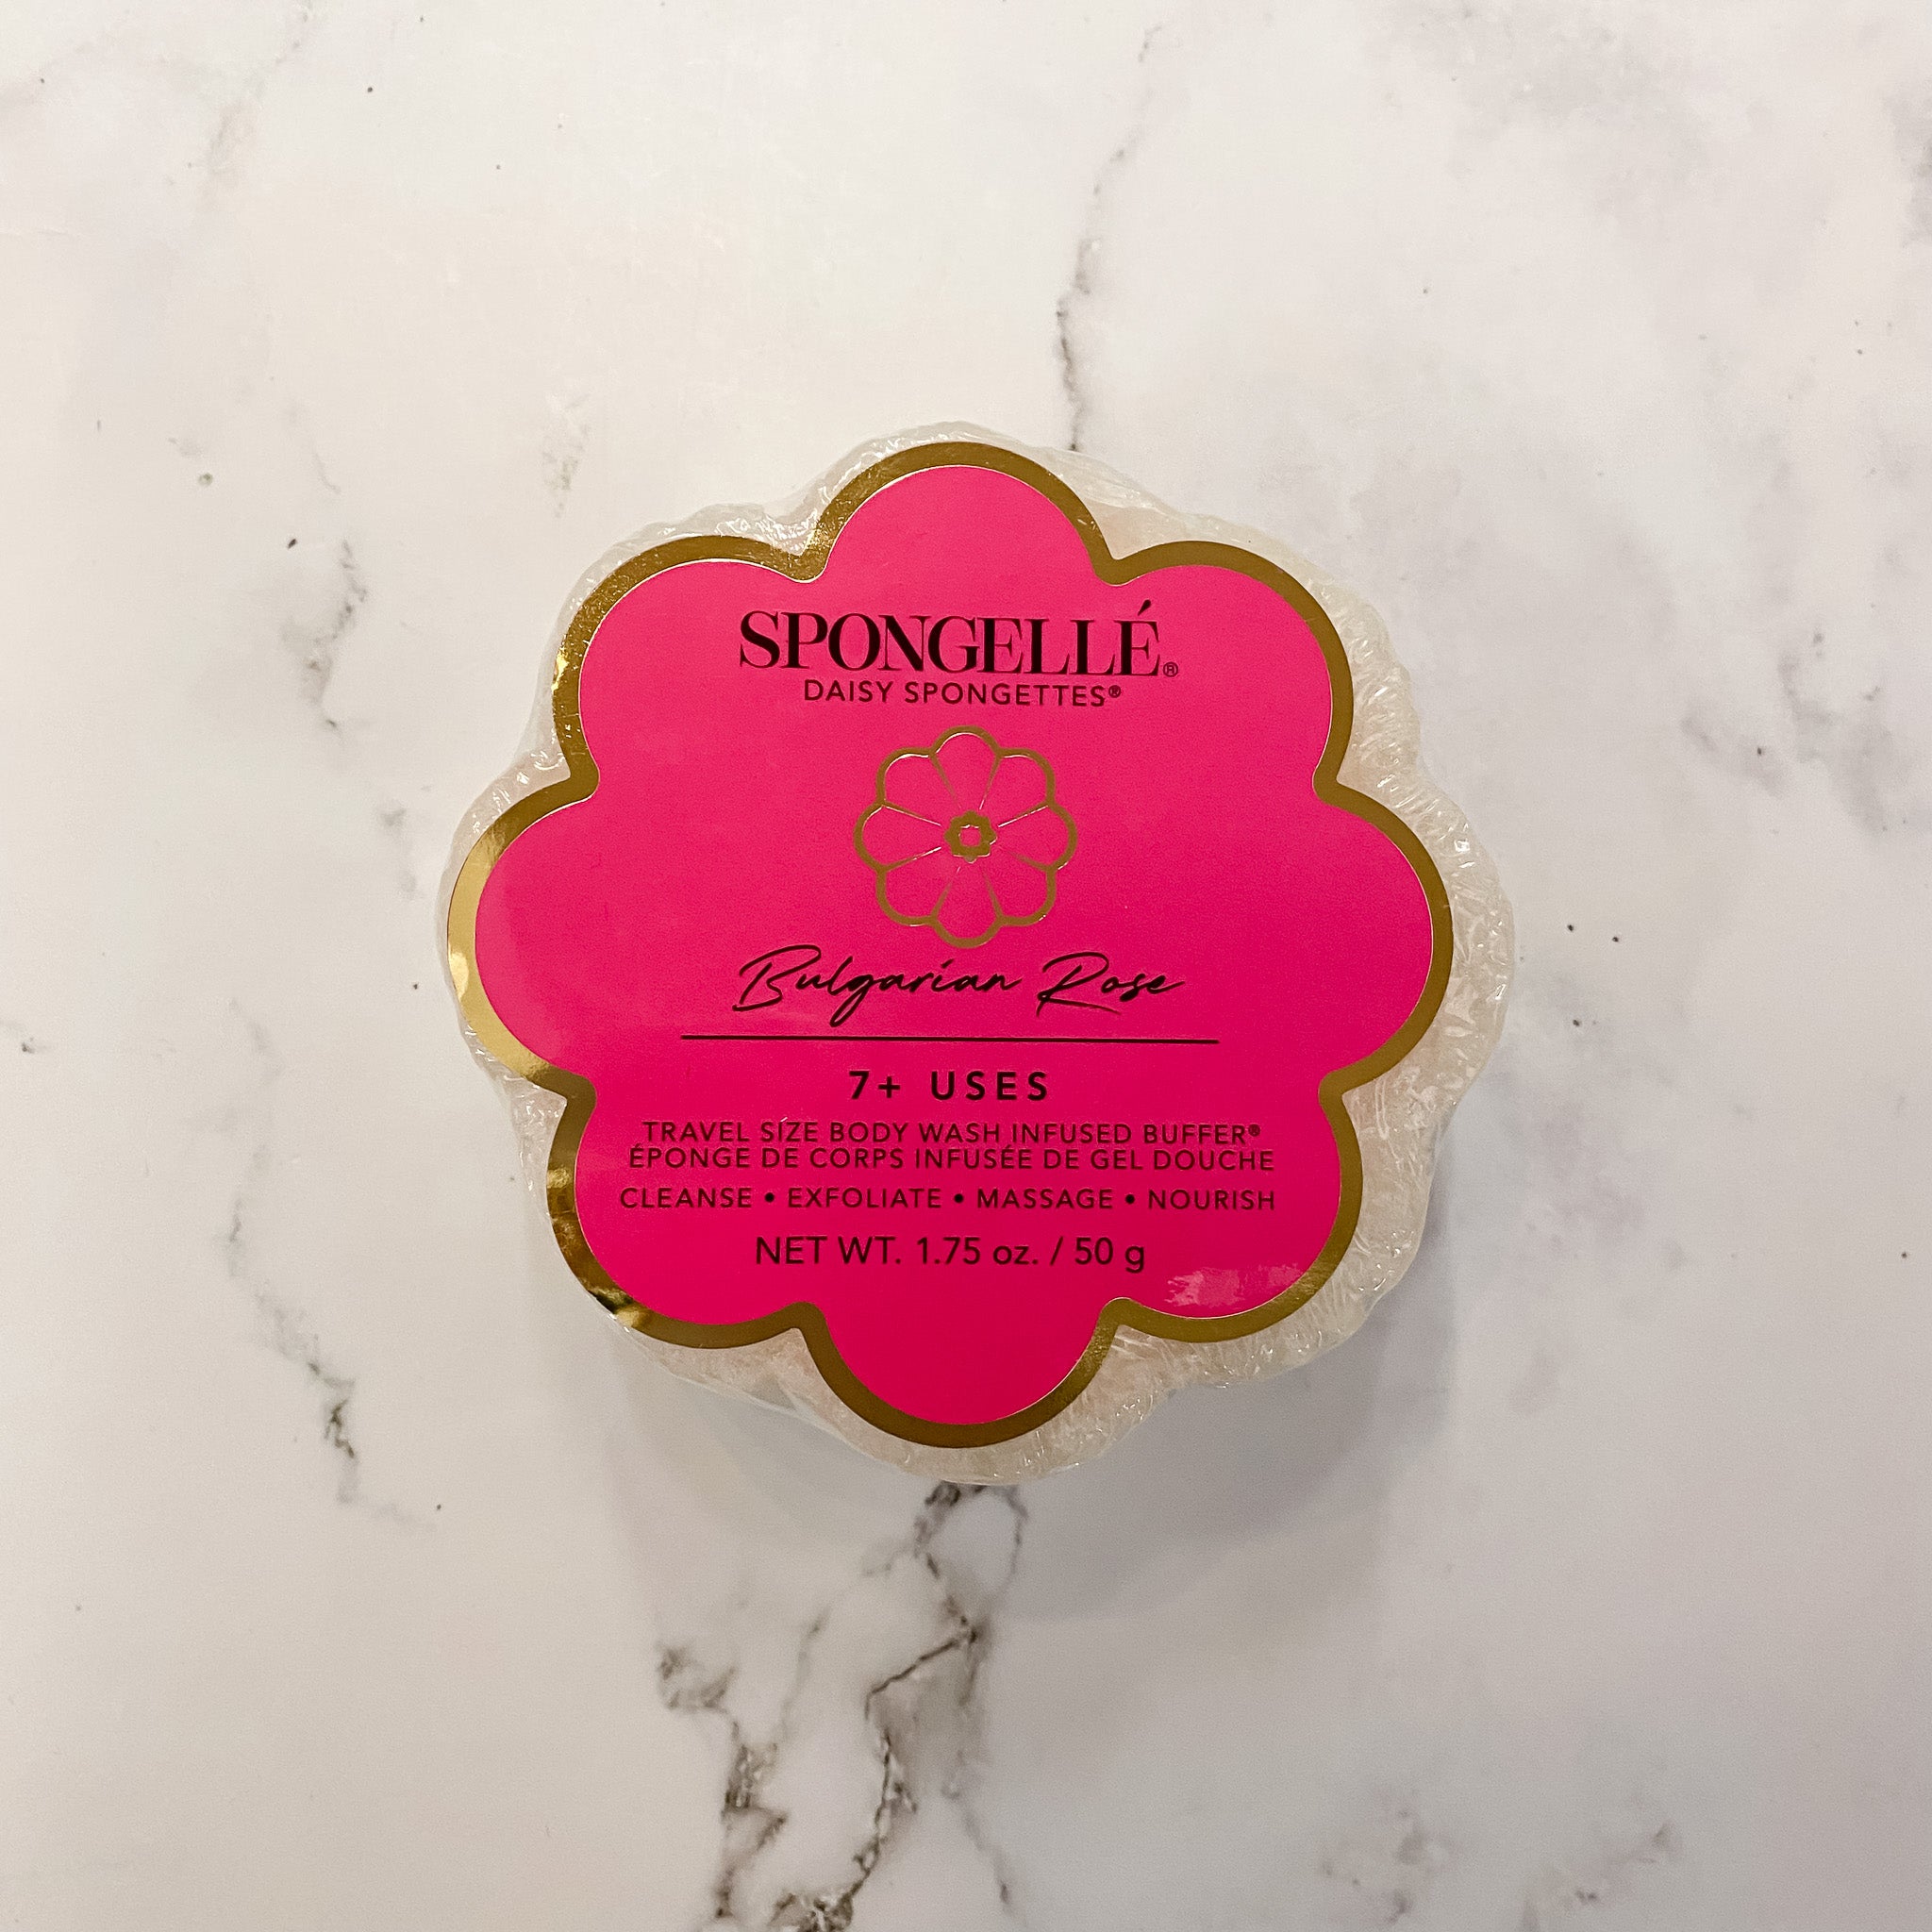 SPONGELLÉ®
DAISY SPONGETTES®
Bulgarian Rose
7+ USES
TRAVEL SIZE BODY WASH INFUSED BUFFER®
ÉPONGE DE CORPS INFUSÉE DE GEL DOUCHE
CLEANSE • EXFOLIATE • MASSAGE • NOURISH
NET WT. 1.75 oz. / 50 g